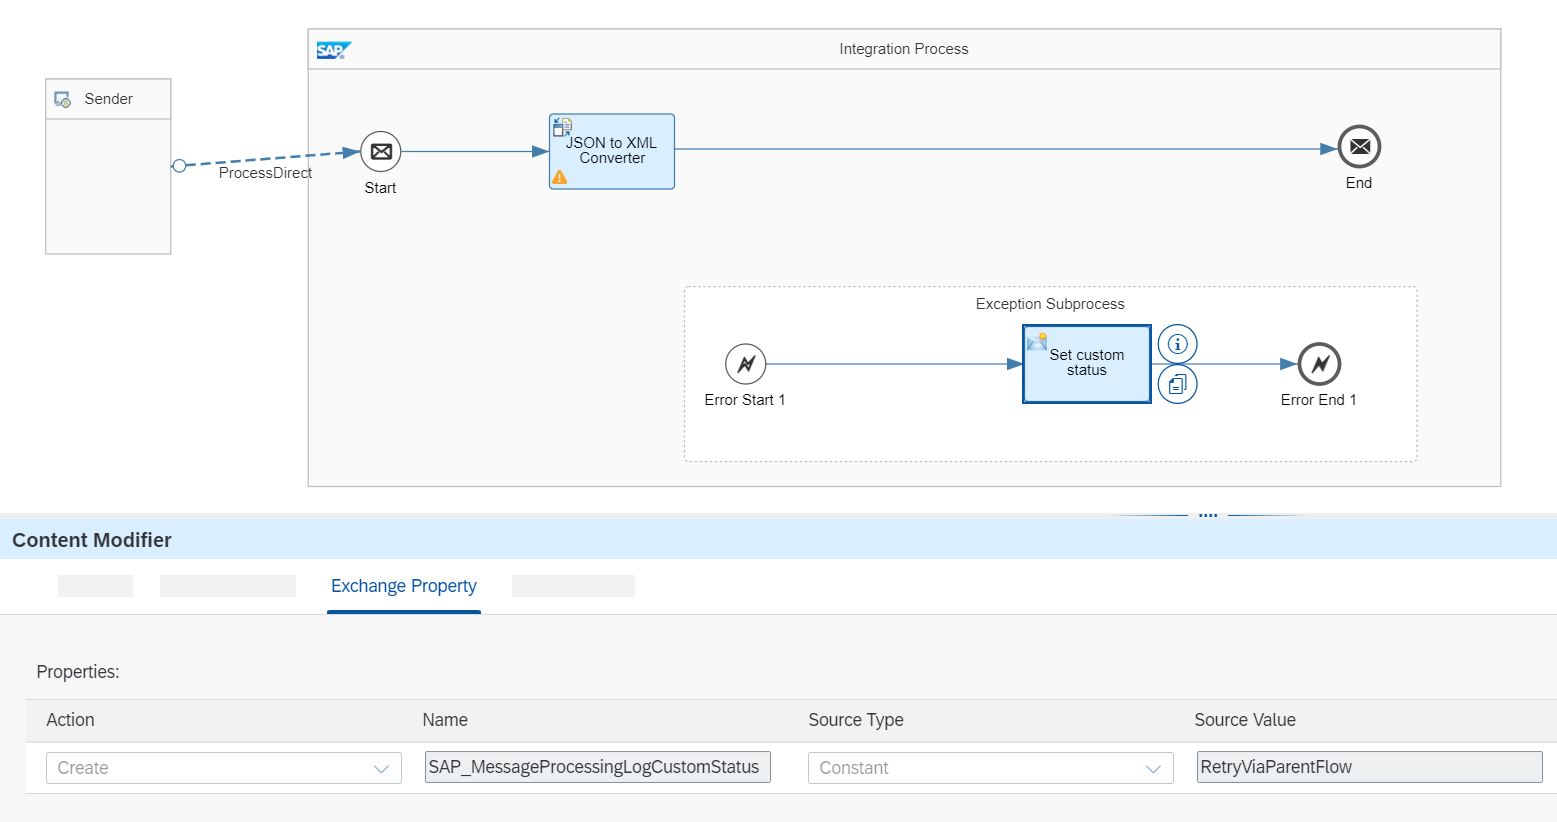 SAP
Integration Process
Sender
ProcessDirect
Start
JSON to XML
Converter
End
Exception Subprocess
Error Start 1
Set custom
status
Error End 1
Content Modifier
Exchange Property
Properties:
Action Name Source Type Source Value
Create SAP_MessageProcessingLogCustomStatus Constant RetryViaParentFlow